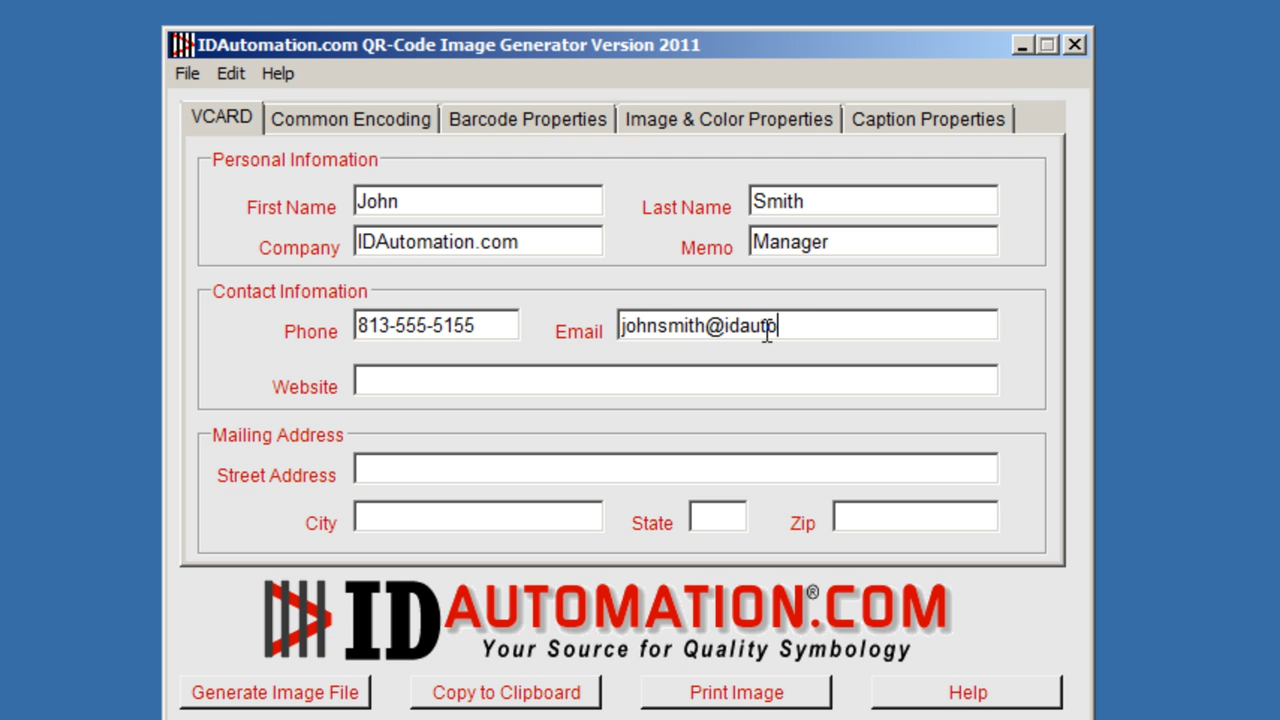 IDAutomation.com QR-Code Image Generator Version 2011
File Edit Help
VCARD Common Encoding Barcode Properties Image & Color Properties Caption Properties
Personal Infomation
First Name John Last Name Smith
Company IDAutomation.com Memo Manager
Contact Infomation
Phone 813-555-5155 Email johnsmith@idauto
Website
Mailing Address
Street Address
City State Zip
IDAUTOMATION®.COM
Your Source for Quality Symbology
Generate Image File Copy to Clipboard Print Image Help